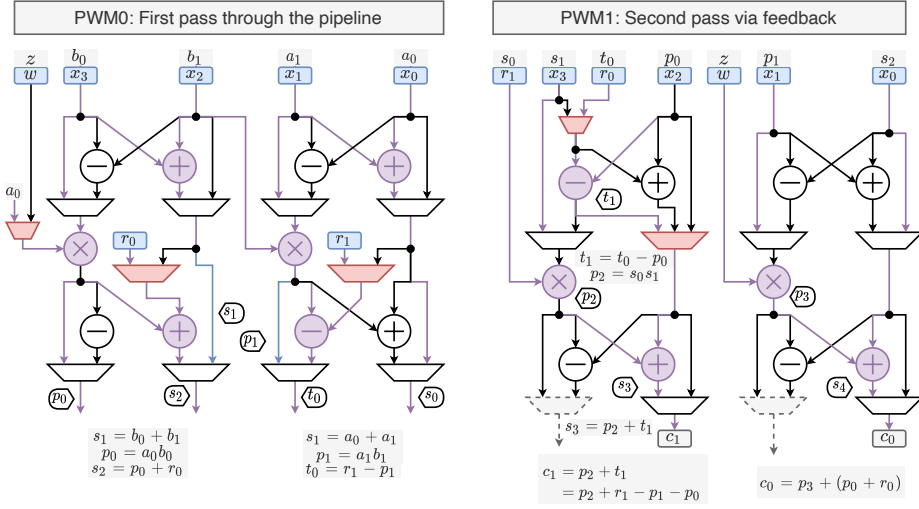 PWM0: First pass through the pipeline
PWM1: Second pass via feedback
z b₀ b₁ a₁ a₀
w x₃ x₂ x₁ x₀
a₀
− + − +
×
×
r₀
r₁
s₁
p₁
− + − +
p₀ s₂ t₀ s₀
s₁ = b₀ + b₁
p₀ = a₀b₀
s₂ = p₀ + r₀
s₁ = a₀ + a₁
p₁ = a₁b₁
t₀ = r₁ − p₁
s₀ s₁ t₀ p₀ z p₁ s₂
r₁ x₃ r₀ x₂ w x₁ x₀
− + − +
t₁
t₁ = t₀ − p₀
p₂ = s₀s₁
× ×
p₂ p₃
− + − +
s₃ s₄
s₃ = p₂ + t₁
c₁ c₀
c₁ = p₂ + t₁
= p₂ + r₁ − p₁ − p₀
c₀ = p₃ + (p₀ + r₀)